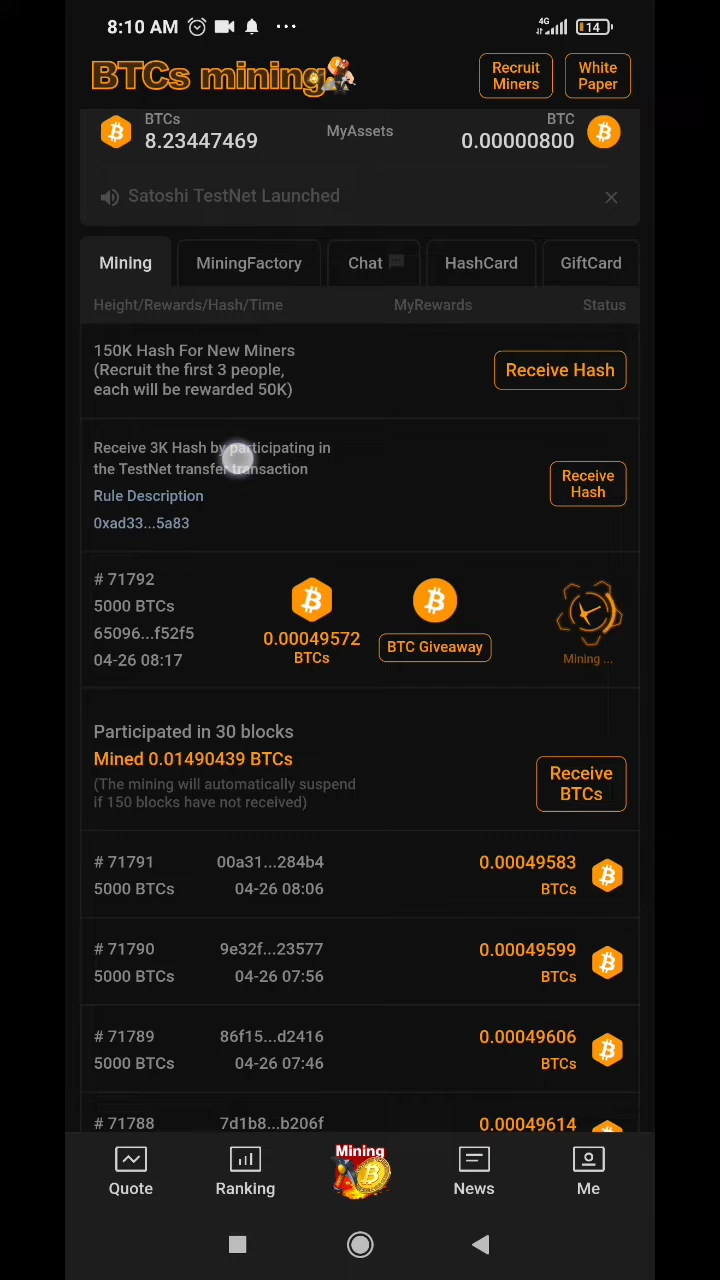 8:10 AM
4G
14
BTCs mining
Recruit Miners
White Paper
BTCs
8.23447469
MyAssets
BTC
0.00000800
Satoshi TestNet Launched
Mining
MiningFactory
Chat
HashCard
GiftCard
Height/Rewards/Hash/Time
MyRewards
Status
150K Hash For New Miners
(Recruit the first 3 people,
each will be rewarded 50K)
Receive Hash
Receive 3K Hash by participating in
the TestNet transfer transaction
Rule Description
0xad33...5a83
Receive
Hash
# 71792
5000 BTCs
65096...f52f5
04-26 08:17
0.00049572
BTCs
BTC Giveaway
Mining ...
Participated in 30 blocks
Mined 0.01490439 BTCs
(The mining will automatically suspend
if 150 blocks have not received)
Receive
BTCs
# 71791 00a31...284b4 0.00049583
5000 BTCs 04-26 08:06 BTCs
# 71790 9e32f...23577 0.00049599
5000 BTCs 04-26 07:56 BTCs
# 71789 86f15...d2416 0.00049606
5000 BTCs 04-26 07:46 BTCs
# 71788 7d1b8...b206f 0.00049614
Mining
Quote
Ranking
News
Me